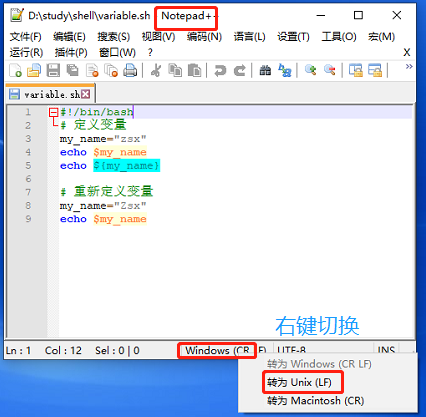 D:\study\shell\variable.sh Notepad++
文件(F) 编辑(E) 搜索(S) 视图(V) 编码(N) 语言(L) 设置(T) 工具(O) 宏(M)
运行(R) 插件(P) 窗口(W) ? X
variable.sh
1 #!/bin/bash
2 # 定义变量
3 my_name="zsx"
4 echo $my_name
5 echo ${my_name}
6
7 # 重新定义变量
8 my_name="Zsx"
9 echo $my_name
右键切换
Ln : 1 Col : 12 Sel : 0 | 0 Windows (CR F) UTF-8 INS
转为 Windows (CR LF)
转为 Unix (LF)
转为 Macintosh (CR)